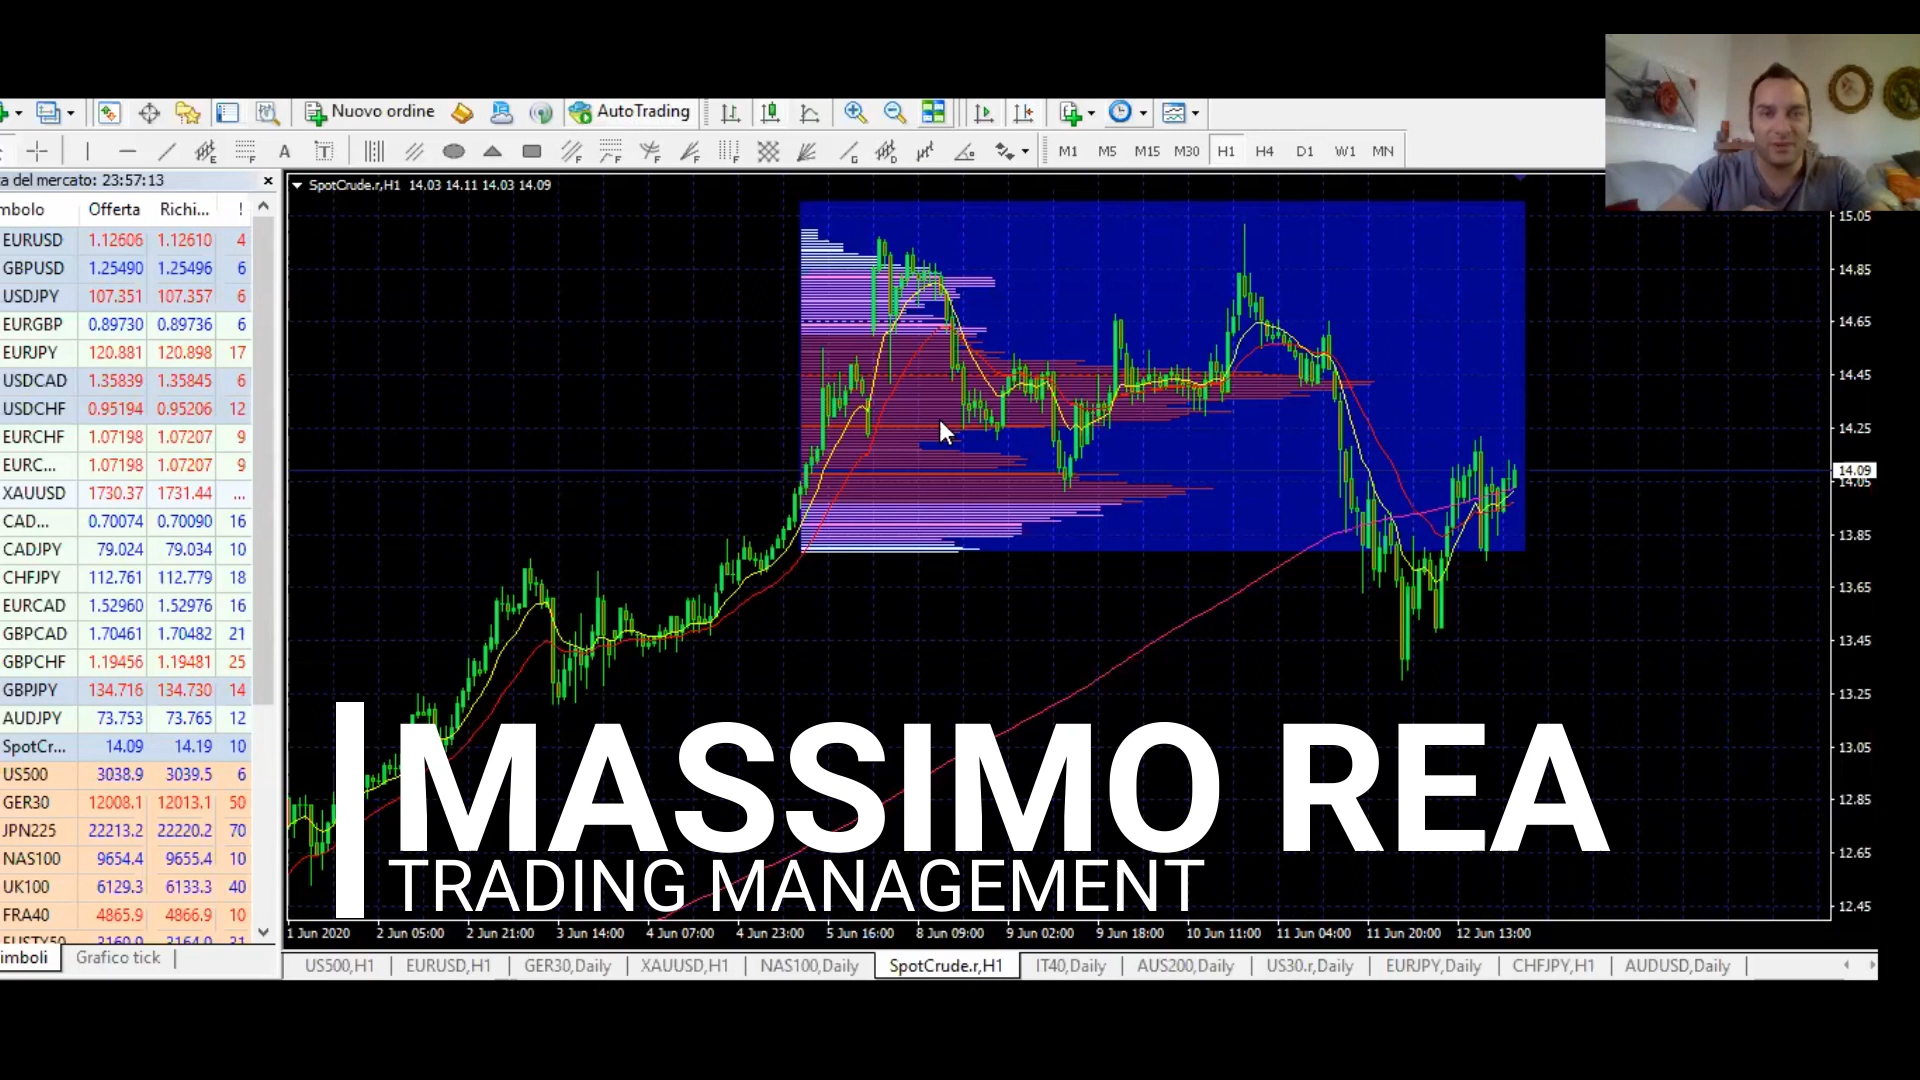 Nuovo ordine AutoTrading
A T M1 M5 M15 M30 H1 H4 D1 W1 MN
a del mercato: 23:57:13
SpotCrude.r,H1 14.03 14.11 14.03 14.09
mbolo Offerta Richi... !
EURUSD 1.12606 1.12610 4
GBPUSD 1.25490 1.25496 6
USDJPY 107.351 107.357 6
EURGBP 0.89730 0.89736 6
EURJPY 120.881 120.898 17
USDCAD 1.35839 1.35845 6
USDCHF 0.95194 0.95206 12
EURCHF 1.07198 1.07207 9
EURC... 1.07198 1.07207 9
XAUUSD 1730.37 1731.44 ...
CAD... 0.70074 0.70090 16
CADJPY 79.024 79.034 10
CHFJPY 112.761 112.779 18
EURCAD 1.52960 1.52976 16
GBPCAD 1.70461 1.70482 21
GBPCHF 1.19456 1.19481 25
GBPJPY 134.716 134.730 14
AUDJPY 73.753 73.765 12
SpotCr... 14.09 14.19 10
US500 3038.9 3039.5 6
GER30 12008.1 12013.1 50
JPN225 22213.2 22220.2 70
NAS100 9654.4 9655.4 10
UK100 6129.3 6133.3 40
FRA40 4865.9 4866.9 10
imboli Grafico tick
15.05
14.85
14.65
14.45
14.25
14.09
14.05
13.85
13.65
13.45
13.25
13.05
12.85
12.65
12.45
MASSIMO REA
TRADING MANAGEMENT
1 Jun 2020 2 Jun 05:00 2 Jun 21:00 3 Jun 14:00 4 Jun 07:00 4 Jun 23:00 5 Jun 16:00 8 Jun 09:00 9 Jun 02:00 9 Jun 18:00 10 Jun 11:00 11 Jun 04:00 11 Jun 20:00 12 Jun 13:00
US500,H1 EURUSD,H1 GER30,Daily XAUUSD,H1 NAS100,Daily SpotCrude.r,H1 IT40,Daily AUS200,Daily US30.r,Daily EURJPY,Daily CHFJPY,H1 AUDUSD,Daily